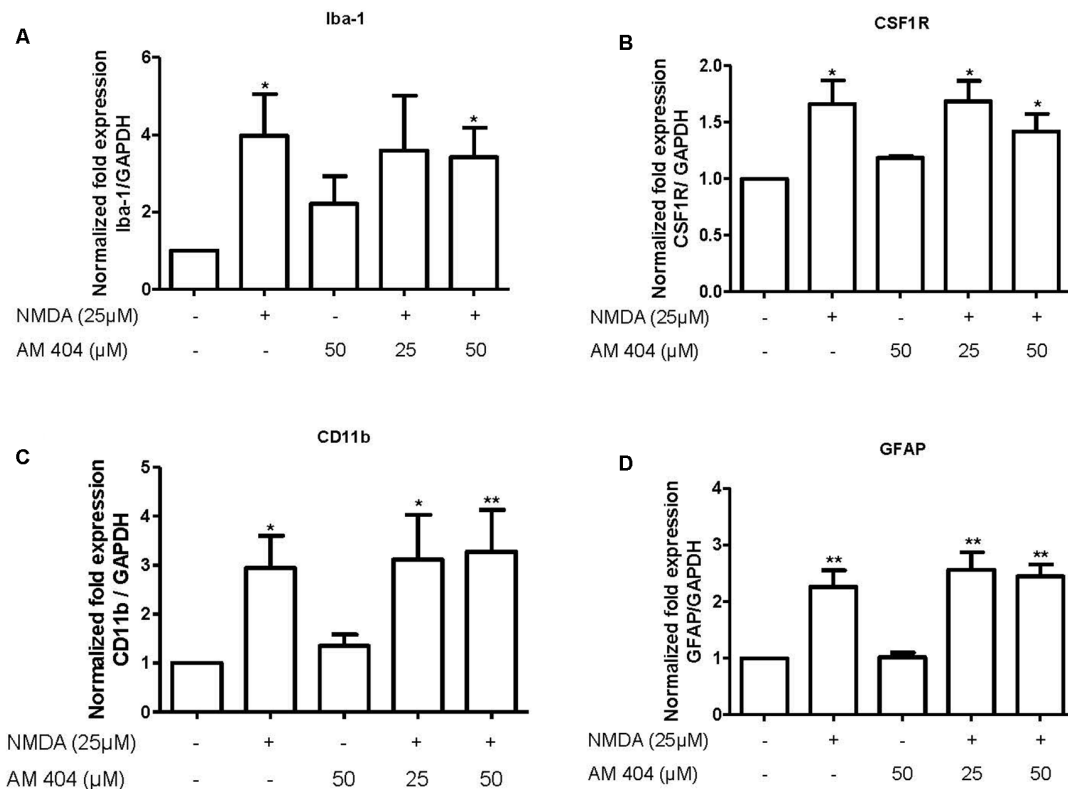 A
Iba-1
Normalized fold expression
Iba-1/GAPDH
6
4
2
0
*
*
NMDA (25µM) - + - + +
AM 404 (µM) - - 50 25 50
B
CSF1R
Normalized fold expression
CSF1R/ GAPDH
2.0
1.5
1.0
0.5
0.0
*
*
*
NMDA (25µM) - + - + +
AM 404 (µM) - - 50 25 50
C
CD11b
Normalized fold expression
CD11b / GAPDH
5
4
3
2
1
0
*
*
**
NMDA (25µM) - + - + +
AM 404 (µM) - - 50 25 50
D
GFAP
Normalized fold expression
GFAP/GAPDH
4
3
2
1
0
**
**
**
NMDA (25µM) - + - + +
AM 404 (µM) - - 50 25 50